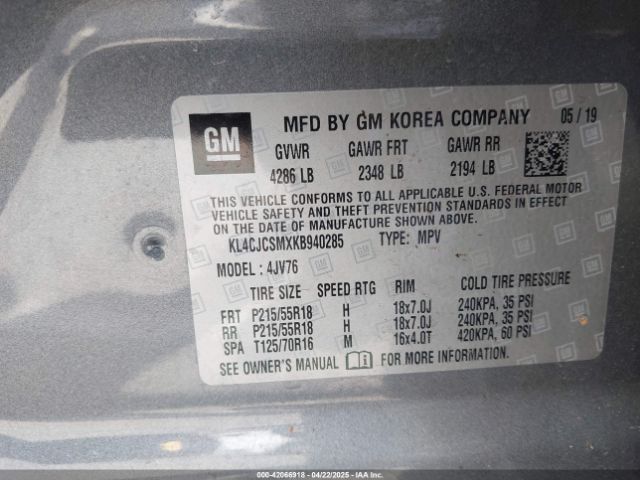 GM
MFD BY GM KOREA COMPANY 05 / 19
GVWR GAWR FRT GAWR RR
4286 LB 2348 LB 2194 LB
THIS VEHICLE CONFORMS TO ALL APPLICABLE U.S. FEDERAL MOTOR
VEHICLE SAFETY AND THEFT PREVENTION STANDARDS IN EFFECT
ON THE DATE OF MANUFACTURE SHOWN ABOVE.
KL4CJCSMXKB940285 TYPE: MPV
MODEL : 4JV76
TIRE SIZE SPEED RTG RIM COLD TIRE PRESSURE
FRT P215/55R18 H 18x7.0J 240KPA, 35 PSI
RR P215/55R18 H 18x7.0J 240KPA, 35 PSI
SPA T125/70R16 M 16x4.0T 420KPA, 60 PSI
SEE OWNER'S MANUAL i FOR MORE INFORMATION.
000-42066918 - 04/22/2025 - IAAI.COM